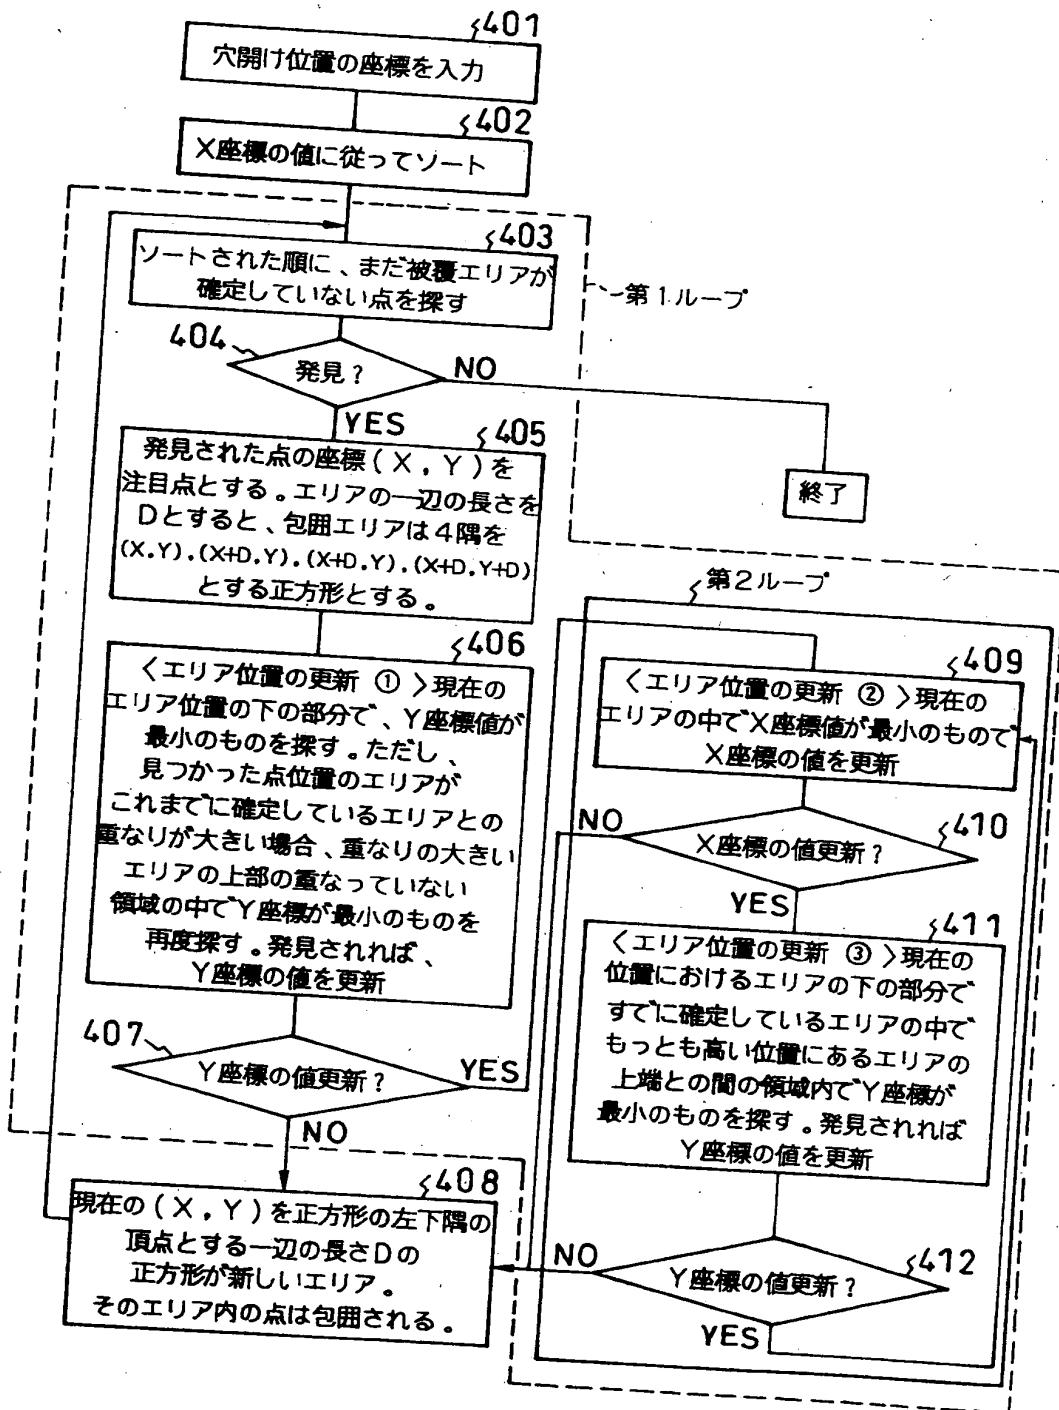 401
穴開け位置の座標を入力
402
X座標の値に従ってソート
403
ソートされた順に、まだ被覆エリアが
確定していない点を探す
第1ループ
404
発見?
NO
YES
405
発見された点の座標(X,Y)を
注目点とする。エリアの一辺の長さを
Dとすると、包囲エリアは4隅を
(X.Y).(X+D.Y).(X+D.Y).(X+D.Y+D)
とする正方形とする。
終了
406
〈エリア位置の更新 ①〉現在の
エリア位置の下の部分で、Y座標値が
最小のものを探す。ただし、
見つかった点位置のエリアが
これまでに確定しているエリアとの
重なりが大きい場合、重なりの大きい
エリアの上部の重なっていない
領域の中でY座標が最小のものを
再度探す。発見されれば、
Y座標の値を更新
407
Y座標の値更新?
YES
NO
408
現在の(X,Y)を正方形の左下隅の
頂点とする一辺の長さDの
正方形が新しいエリア。
そのエリア内の点は包囲される。
第2ループ
409
〈エリア位置の更新 ②〉現在の
エリアの中でX座標値が最小のもので
X座標の値を更新
NO
410
X座標の値更新?
YES
411
〈エリア位置の更新 ③〉現在の
位置におけるエリアの下の部分で
すでに確定しているエリアの中で
もっとも高い位置にあるエリアの
上端との間の領域内でY座標が
最小のものを探す。発見されれば
Y座標の値を更新
NO
412
Y座標の値更新?
YES